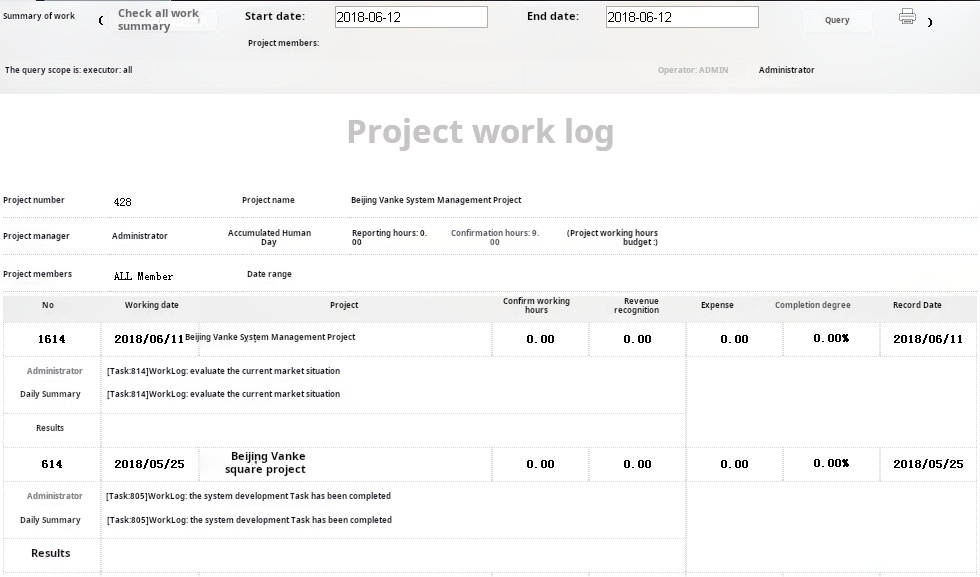 Summary of work ( Check all work summary Start date: 2018-06-12 End date: 2018-06-12 Query )
Project members:
The query scope is: executor: all Operator: ADMIN Administrator
Project work log
Project number 428 Project name Beijing Vanke System Management Project
Project manager Administrator Accumulated Human Day Reporting hours: 0.00 Confirmation hours: 9.00 (Project working hours budget :)
Project members ALL Member Date range
No Working date Project Confirm working hours Revenue recognition Expense Completion degree Record Date
1614 2018/06/11 Beijing Vanke System Management Project 0.00 0.00 0.00 0.00% 2018/06/11
Administrator [Task:814]WorkLog: evaluate the current market situation
Daily Summary [Task:814]WorkLog: evaluate the current market situation
Results
614 2018/05/25 Beijing Vanke square project 0.00 0.00 0.00 0.00% 2018/05/25
Administrator [Task:805]WorkLog: the system development Task has been completed
Daily Summary [Task:805]WorkLog: the system development Task has been completed
Results